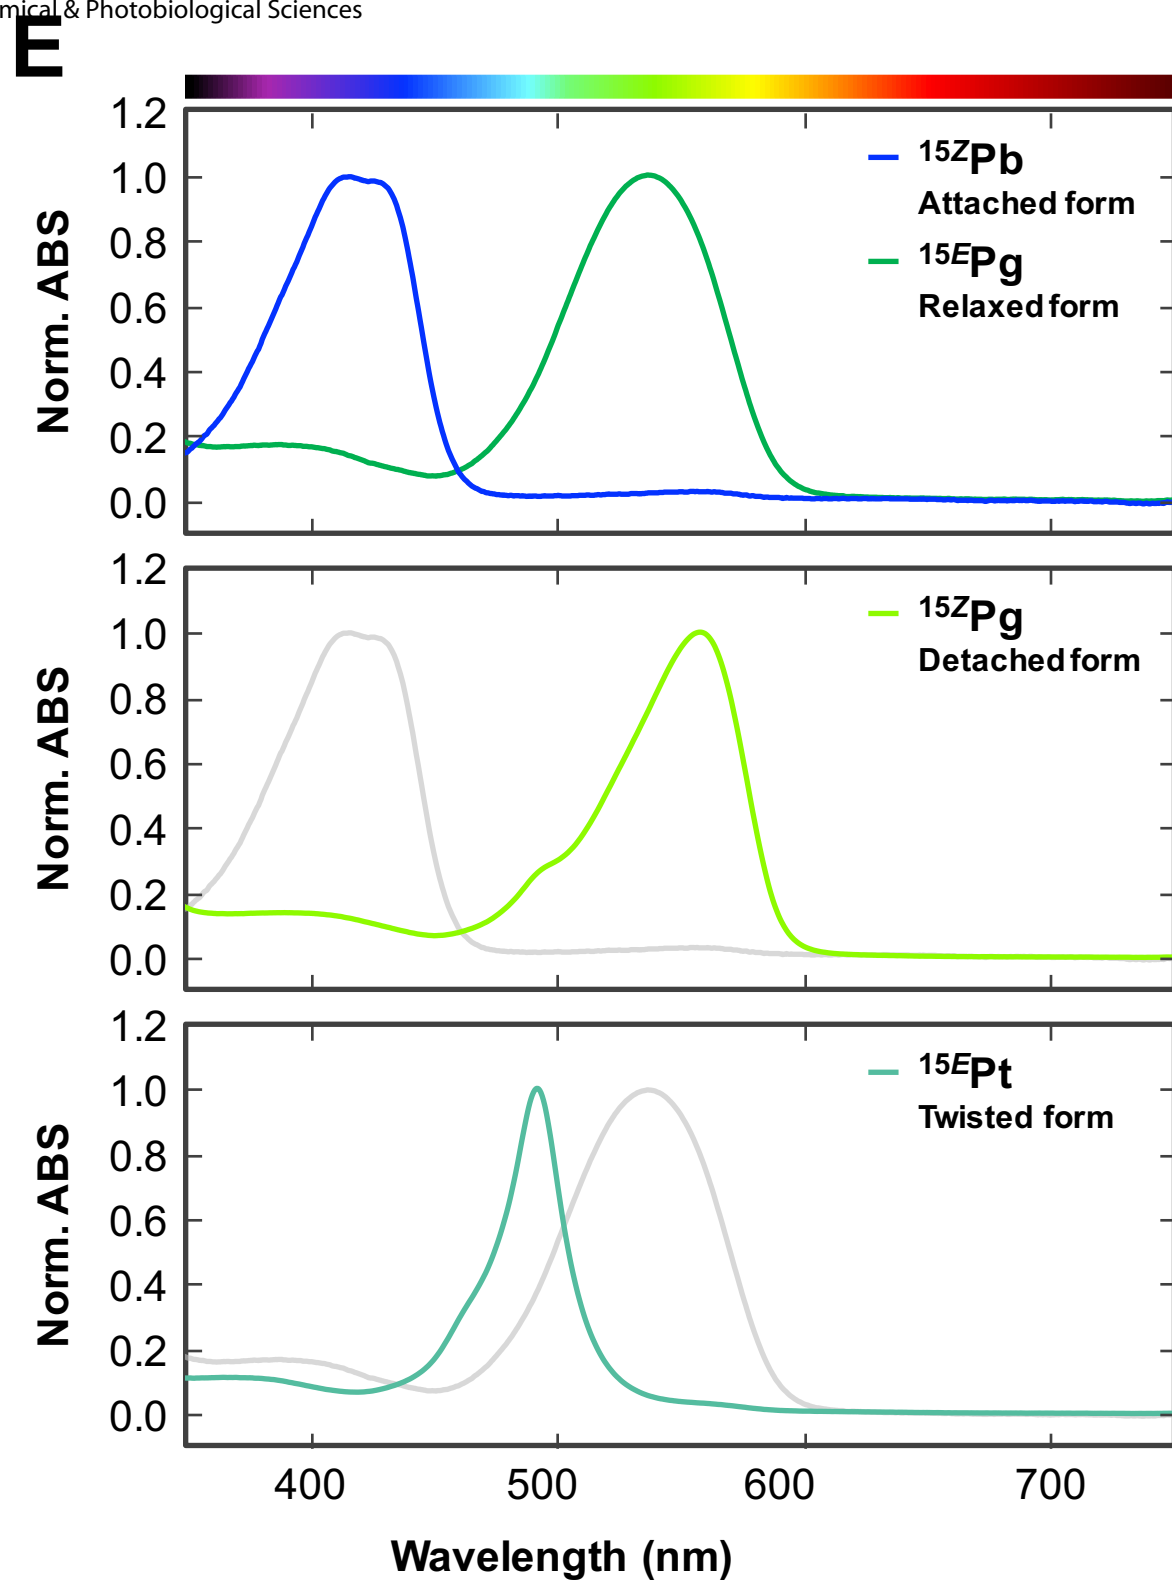 mical & Photobiological Sciences
E
1.2
1.0
0.8
0.6
0.4
0.2
0.0
Norm. ABS
15ZPb
Attached form
15EPg
Relaxed form
1.2
1.0
0.8
0.6
0.4
0.2
0.0
Norm. ABS
15ZPg
Detached form
1.2
1.0
0.8
0.6
0.4
0.2
0.0
Norm. ABS
15EPt
Twisted form
400 500 600 700
Wavelength (nm)